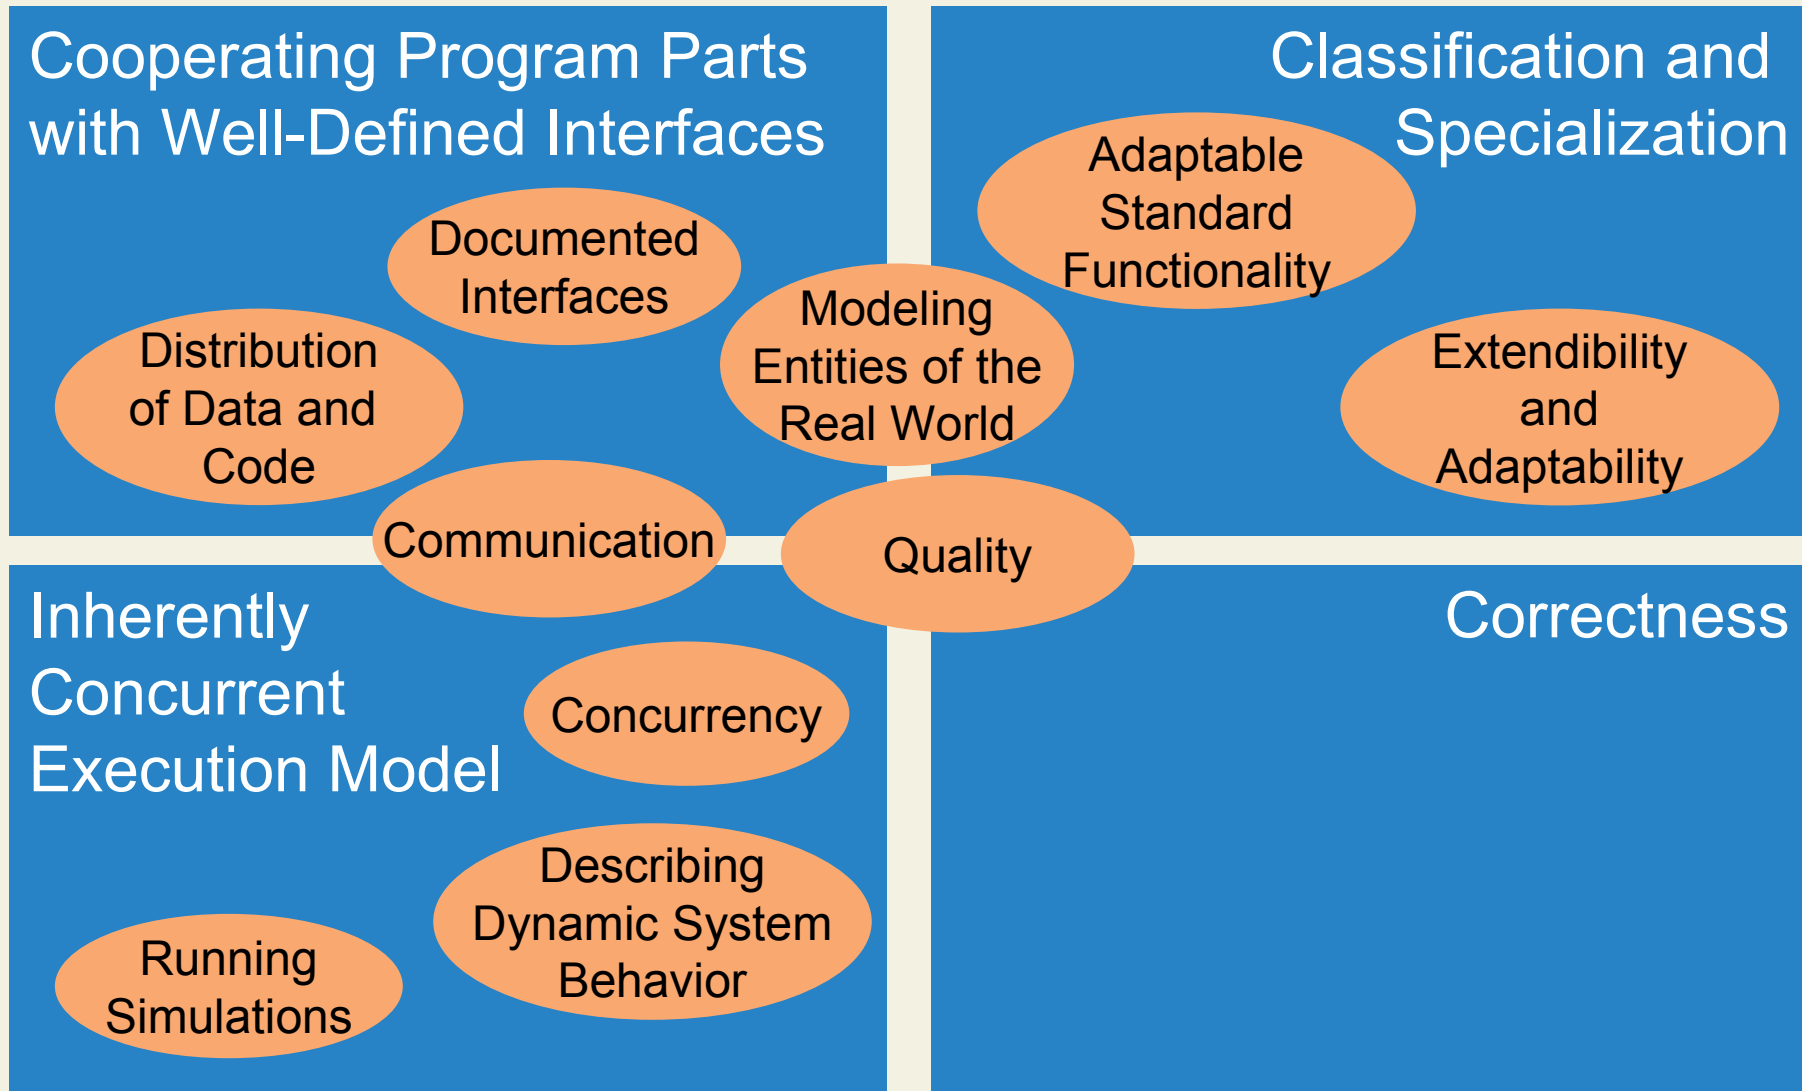 Cooperating Program Parts
with Well-Defined Interfaces
Classification and
Specialization
Adaptable
Standard
Functionality
Documented
Interfaces
Modeling
Entities of the
Real World
Distribution
of Data and
Code
Extendibility
and
Adaptability
Communication
Quality
Inherently
Concurrent
Execution Model
Correctness
Concurrency
Describing
Dynamic System
Behavior
Running
Simulations